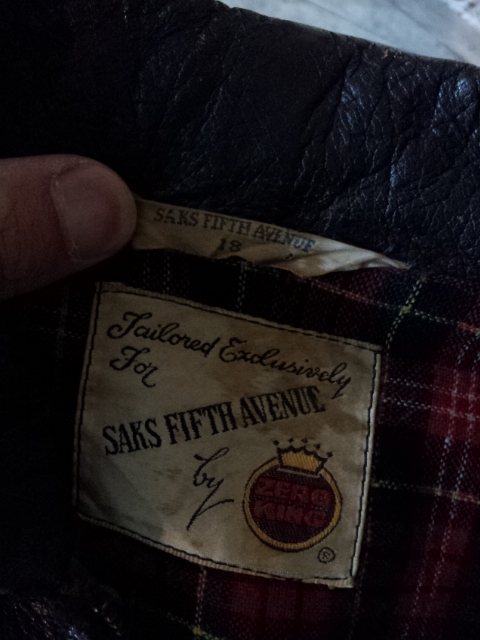 SAKS FIFTH AVENUE
18
Tailored Exclusively
For
SAKS FIFTH AVENUE
by
ZERO
KING
®